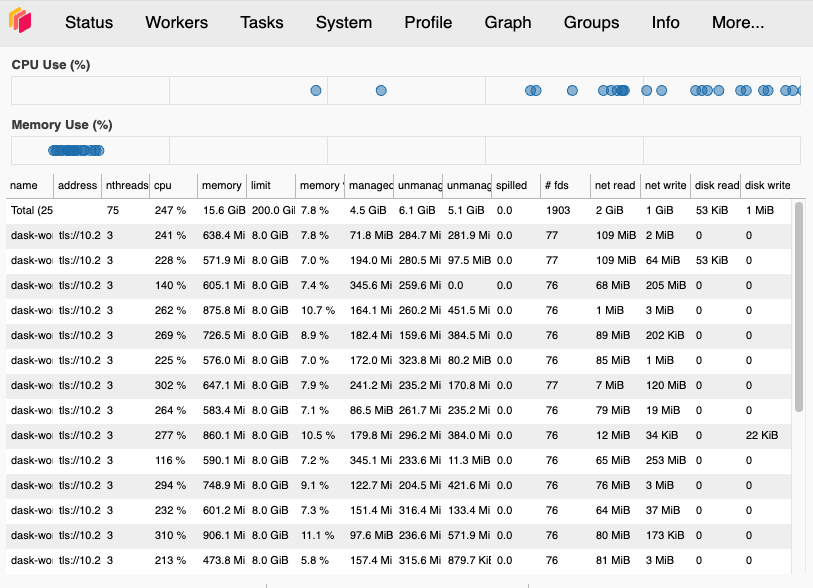 Status Workers Tasks System Profile Graph Groups Info More...
CPU Use (%)
Memory Use (%)
name address nthreads cpu memory limit memory managed unmanag unmanag spilled # fds net read net write disk read disk write
Total (25 75 247 % 15.6 GiB 200.0 Gi 7.8 % 4.5 GiB 6.1 GiB 5.1 GiB 0.0 1903 2 GiB 1 GiB 53 KiB 1 MiB
dask-wo tls://10.2 3 241 % 638.4 Mi 8.0 GiB 7.8 % 71.8 MiB 284.7 Mi 281.9 Mi 0.0 77 109 MiB 2 MiB 0 0
dask-wo tls://10.2 3 228 % 571.9 Mi 8.0 GiB 7.0 % 194.0 Mi 280.5 Mi 97.5 MiB 0.0 77 109 MiB 64 MiB 53 KiB 0
dask-wo tls://10.2 3 140 % 605.1 Mi 8.0 GiB 7.4 % 345.6 Mi 259.6 Mi 0.0 0.0 76 68 MiB 205 MiB 0 0
dask-wo tls://10.2 3 262 % 875.8 Mi 8.0 GiB 10.7 % 164.1 Mi 260.2 Mi 451.5 Mi 0.0 76 1 MiB 3 MiB 0 0
dask-wo tls://10.2 3 269 % 726.5 Mi 8.0 GiB 8.9 % 182.4 Mi 159.6 Mi 384.5 Mi 0.0 76 89 MiB 202 KiB 0 0
dask-wo tls://10.2 3 225 % 576.0 Mi 8.0 GiB 7.0 % 172.0 Mi 323.8 Mi 80.2 MiB 0.0 76 85 MiB 1 MiB 0 0
dask-wo tls://10.2 3 302 % 647.1 Mi 8.0 GiB 7.9 % 241.2 Mi 235.2 Mi 170.8 Mi 0.0 77 7 MiB 120 MiB 0 0
dask-wo tls://10.2 3 264 % 583.4 Mi 8.0 GiB 7.1 % 86.5 MiB 261.7 Mi 235.2 Mi 0.0 76 79 MiB 19 MiB 0 0
dask-wo tls://10.2 3 277 % 860.1 Mi 8.0 GiB 10.5 % 179.8 Mi 296.2 Mi 384.0 Mi 0.0 76 12 MiB 34 KiB 0 22 KiB
dask-wo tls://10.2 3 116 % 590.1 Mi 8.0 GiB 7.2 % 345.1 Mi 233.6 Mi 11.3 MiB 0.0 76 65 MiB 253 MiB 0 0
dask-wo tls://10.2 3 294 % 748.9 Mi 8.0 GiB 9.1 % 122.7 Mi 204.5 Mi 421.6 Mi 0.0 76 76 MiB 3 MiB 0 0
dask-wo tls://10.2 3 232 % 601.2 Mi 8.0 GiB 7.3 % 151.4 Mi 316.4 Mi 133.4 Mi 0.0 76 64 MiB 37 MiB 0 0
dask-wo tls://10.2 3 310 % 906.1 Mi 8.0 GiB 11.1 % 97.6 MiB 236.6 Mi 571.9 Mi 0.0 76 80 MiB 173 KiB 0 0
dask-wo tls://10.2 3 213 % 473.8 Mi 8.0 GiB 5.8 % 157.4 Mi 315.6 Mi 879.7 KiB 0.0 76 81 MiB 3 MiB 0 0